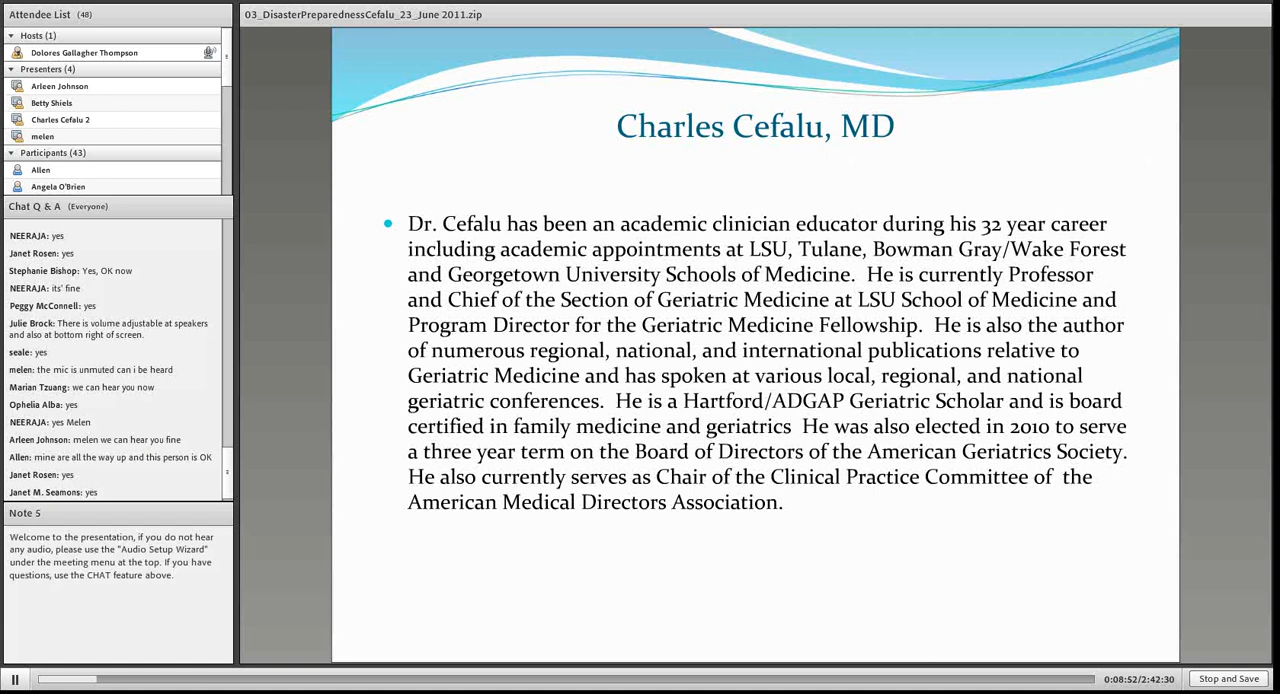 Attendee List (48)
Hosts (1)
Dolores Gallagher Thompson
Presenters (4)
Arleen Johnson
Betty Shiels
Charles Cefalu 2
melen
Participants (43)
Allen
Angela O'Brien
Chat Q & A (Everyone)
NEERAJA: yes
Janet Rosen: yes
Stephanie Bishop: Yes, OK now
NEERAJA: its' fine
Peggy McConnell: yes
Julie Brock: There is volume adjustable at speakers
and also at bottom right of screen.
seale: yes
melen: the mic is unmuted can i be heard
Marian Tzuang: we can hear you now
Ophelia Alba: yes
NEERAJA: yes Melen
Arleen Johnson: melen we can hear you fine
Allen: mine are all the way up and this person is OK
Janet Rosen: yes
Janet M. Seamons: yes
Note 5
Welcome to the presentation, if you do not hear
any audio, please use the "Audio Setup Wizard"
under the meeting menu at the top. If you have
questions, use the CHAT feature above.
03_DisasterPreparednessCefalu_23_June 2011.zip
Charles Cefalu, MD
• Dr. Cefalu has been an academic clinician educator during his 32 year career
including academic appointments at LSU, Tulane, Bowman Gray/Wake Forest
and Georgetown University Schools of Medicine. He is currently Professor
and Chief of the Section of Geriatric Medicine at LSU School of Medicine and
Program Director for the Geriatric Medicine Fellowship. He is also the author
of numerous regional, national, and international publications relative to
Geriatric Medicine and has spoken at various local, regional, and national
geriatric conferences. He is a Hartford/ADGAP Geriatric Scholar and is board
certified in family medicine and geriatrics He was also elected in 2010 to serve
a three year term on the Board of Directors of the American Geriatrics Society.
He also currently serves as Chair of the Clinical Practice Committee of the
American Medical Directors Association.
0:08:52/2:42:30
Stop and Save